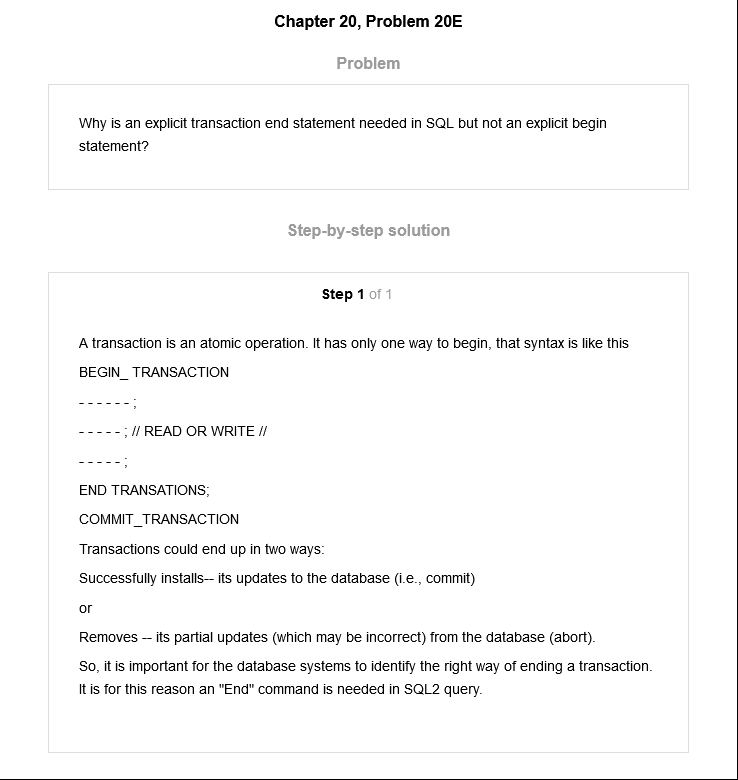 Chapter 20, Problem 20E
Problem
Why is an explicit transaction end statement needed in SQL but not an explicit begin
statement?
Step-by-step solution
Step 1 of 1
A transaction is an atomic operation. It has only one way to begin, that syntax is like this
BEGIN_ TRANSACTION
- - - - - - ;
- - - - - ; // READ OR WRITE //
- - - - - ;
END TRANSATIONS;
COMMIT_TRANSACTION
Transactions could end up in two ways:
Successfully installs-- its updates to the database (i.e., commit)
or
Removes -- its partial updates (which may be incorrect) from the database (abort).
So, it is important for the database systems to identify the right way of ending a transaction.
It is for this reason an "End" command is needed in SQL2 query.